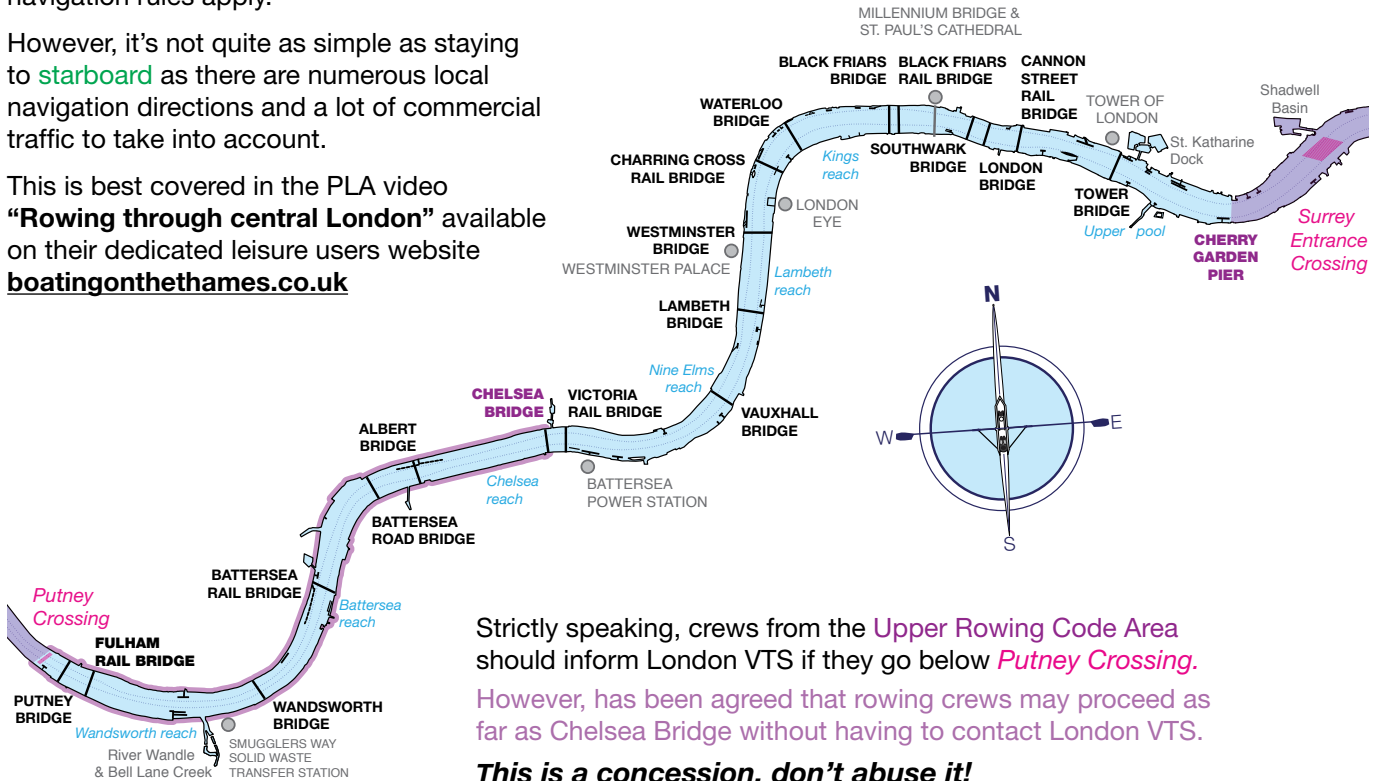 navigation rules apply.
However, it's not quite as simple as staying
to starboard as there are numerous local
navigation directions and a lot of commercial
traffic to take into account.
This is best covered in the PLA video
“Rowing through central London” available
on their dedicated leisure users website
boatingonthethames.co.uk
MILLENNIUM BRIDGE &
ST. PAUL'S CATHEDRAL
BLACK FRIARS
BRIDGE
BLACK FRIARS
RAIL BRIDGE
CANNON
STREET
RAIL
BRIDGE
WATERLOO
BRIDGE
TOWER OF
LONDON
Shadwell
Basin
St. Katharine
Dock
CHARRING CROSS
RAIL BRIDGE
Kings
reach
SOUTHWARK
BRIDGE
LONDON
BRIDGE
TOWER
BRIDGE
Upper pool
CHERRY
GARDEN
PIER
Surrey
Entrance
Crossing
LONDON
EYE
WESTMINSTER
BRIDGE
WESTMINSTER PALACE
Lambeth
reach
LAMBETH
BRIDGE
Nine Elms
reach
CHELSEA
BRIDGE
VICTORIA
RAIL BRIDGE
VAUXHALL
BRIDGE
ALBERT
BRIDGE
Chelsea
reach
BATTERSEA
POWER STATION
BATTERSEA
ROAD BRIDGE
N
W
E
S
BATTERSEA
RAIL BRIDGE
Battersea
reach
Putney
Crossing
FULHAM
RAIL BRIDGE
PUTNEY
BRIDGE
Wandsworth reach
WANDSWORTH
BRIDGE
River Wandle
& Bell Lane Creek
SMUGGLERS WAY
SOLID WASTE
TRANSFER STATION
Strictly speaking, crews from the Upper Rowing Code Area
should inform London VTS if they go below Putney Crossing.
However, has been agreed that rowing crews may proceed as
far as Chelsea Bridge without having to contact London VTS.
This is a concession, don't abuse it!